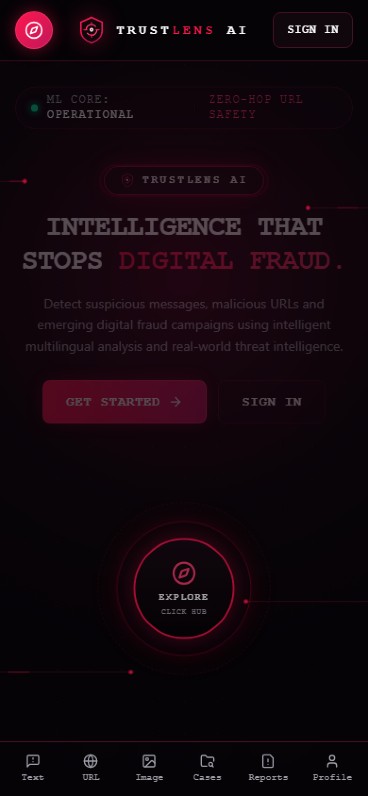 TRUSTLENS AI
SIGN IN
ML CORE: OPERATIONAL
ZERO-HOP URL SAFETY
TRUSTLENS AI
INTELLIGENCE THAT
STOPS DIGITAL FRAUD.
Detect suspicious messages, malicious URLs and
emerging digital fraud campaigns using intelligent
multilingual analysis and real-world threat intelligence.
GET STARTED →
SIGN IN
EXPLORE
CLICK HUB
Text
URL
Image
Cases
Reports
Profile